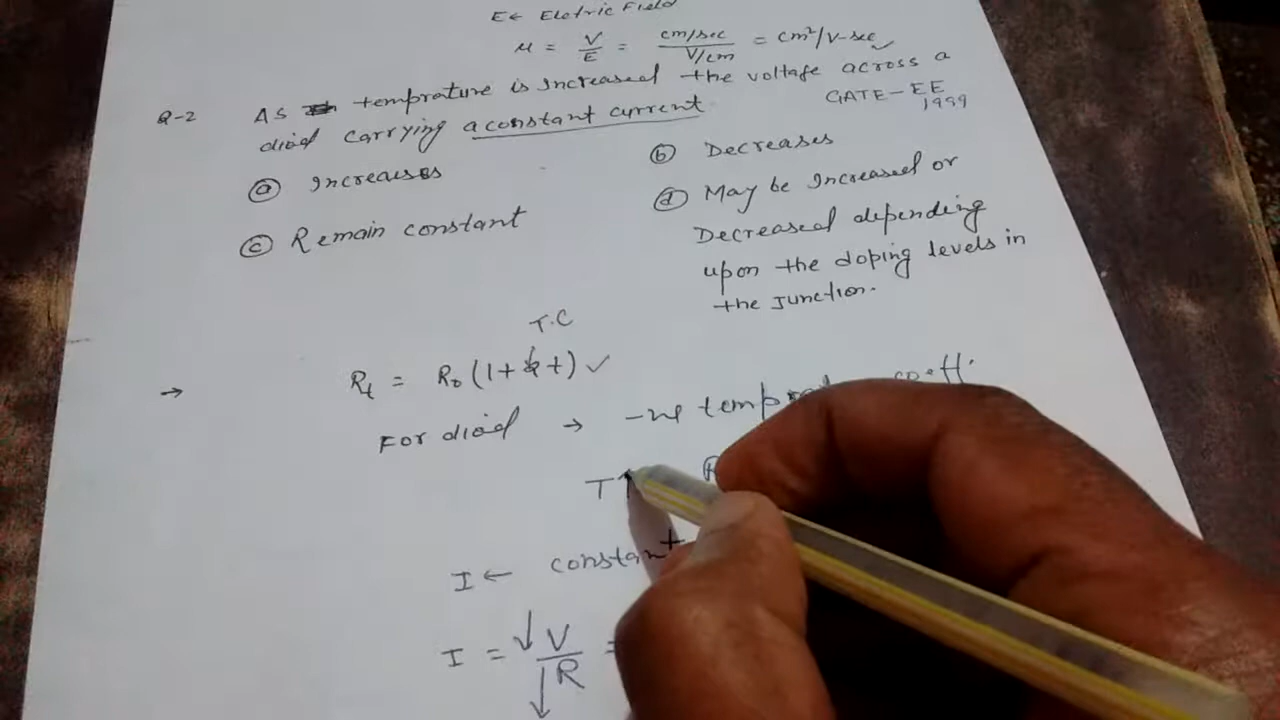 E← Eletric Field
μ = V/E = cm/sec / V/cm = cm²/V-sec ✓
Q-2 As temprature is increased the voltage across a
diod carrying a constant current. GATE-EE 1999
(a) Increases (b) Decreases
(c) Remain constant (d) May be Increased or
Decreased depending
upon the doping levels in
the Junction.
T.C
→ Rt = R0 (1+αt) ✓
For diod → -ve coeff.
T↑
I ← constant
I = ↓V/R↓ =